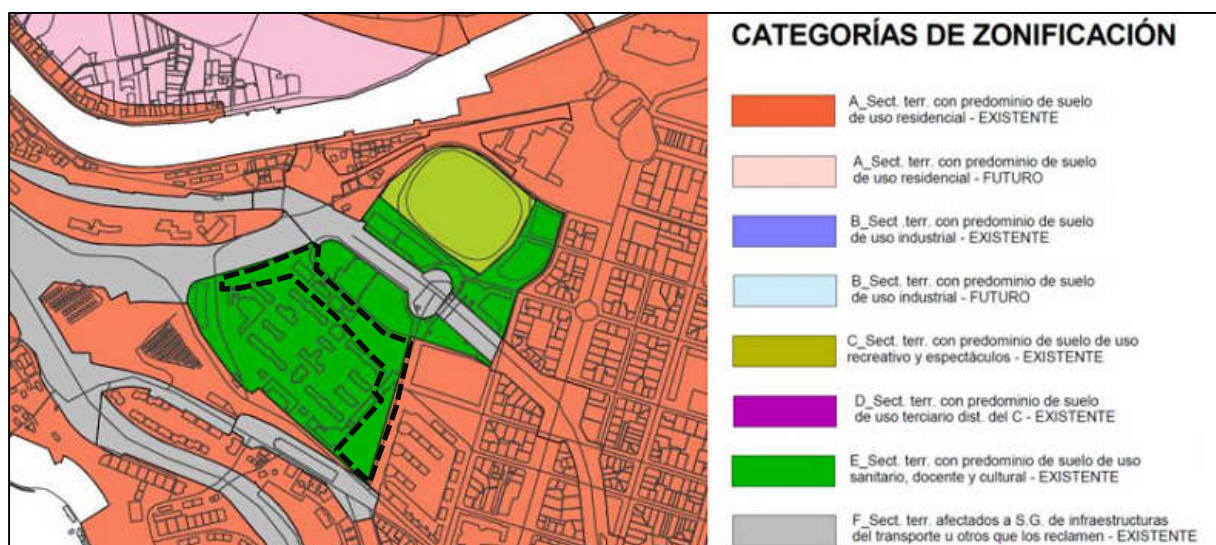 CATEGORÍAS DE ZONIFICACIÓN
A_Sect. terr. con predominio de suelo
de uso residencial - EXISTENTE
A_Sect. terr. con predominio de suelo
de uso residencial - FUTURO
B_Sect .terr. con predominio de suelo
de uso industrial - EXISTENTE
B_Sect. terr. con predominio de suelo
de uso industrial - FUTURO
C_Sect. terr. con predominio de suelo de uso
recreativo y espectáculos - EXISTENTE
D_Sect. terr. con predominio de suelo
de uso terciario dist. del C - EXISTENTE
E_Sect. terr. con predominio de suelo de uso
sanitario, docente y cultural - EXISTENTE
F_Sect. terr. afectados a S.G. de infraestructuras
del transporte u otros que los reclamen - EXISTENTE